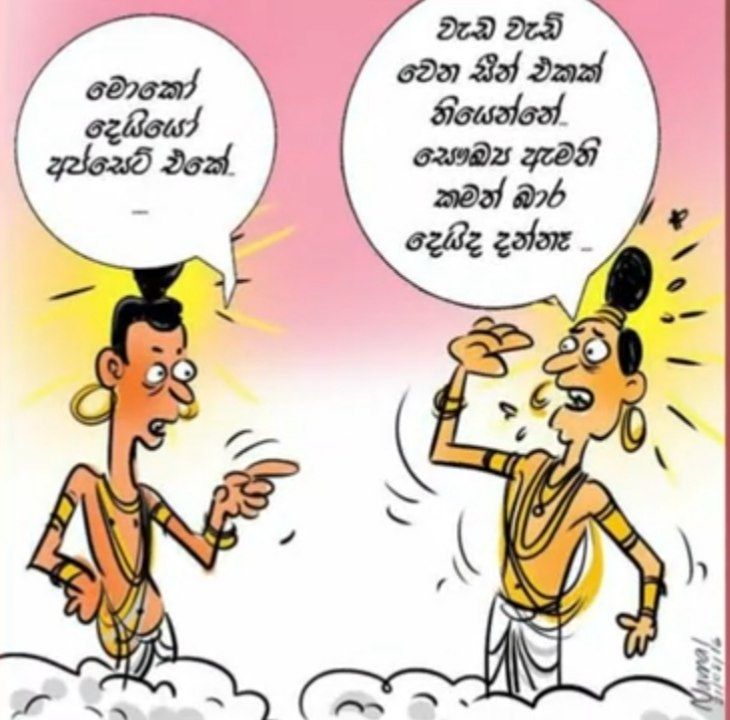 මොකෝ
දෙයියෝ
අප්සෙට් එකේ..
...
වැඩ වැඩි
වෙන සීන් එකක්
තියෙන්නේ..
සෞඛ්‍ය ඇමති
කමත් බාර
දෙයිද දන්නෑ ...